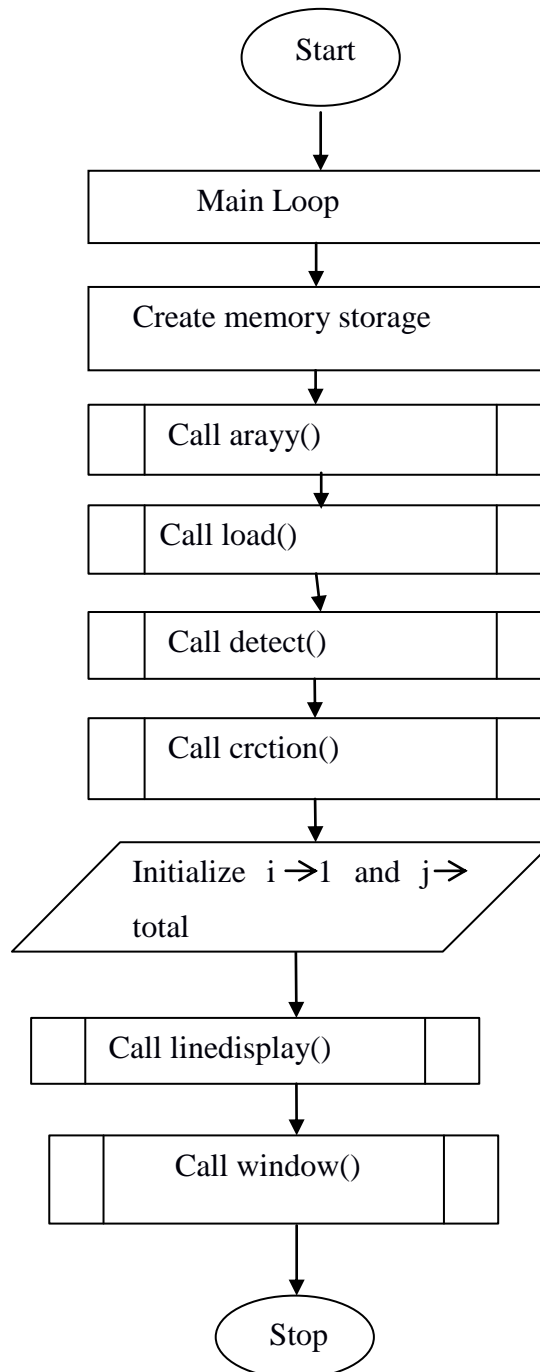 Start
Main Loop
Create memory storage
Call arayy()
Call load()
Call detect()
Call crction()
Initialize i →1 and j→
total
Call linedisplay()
Call window()
Stop